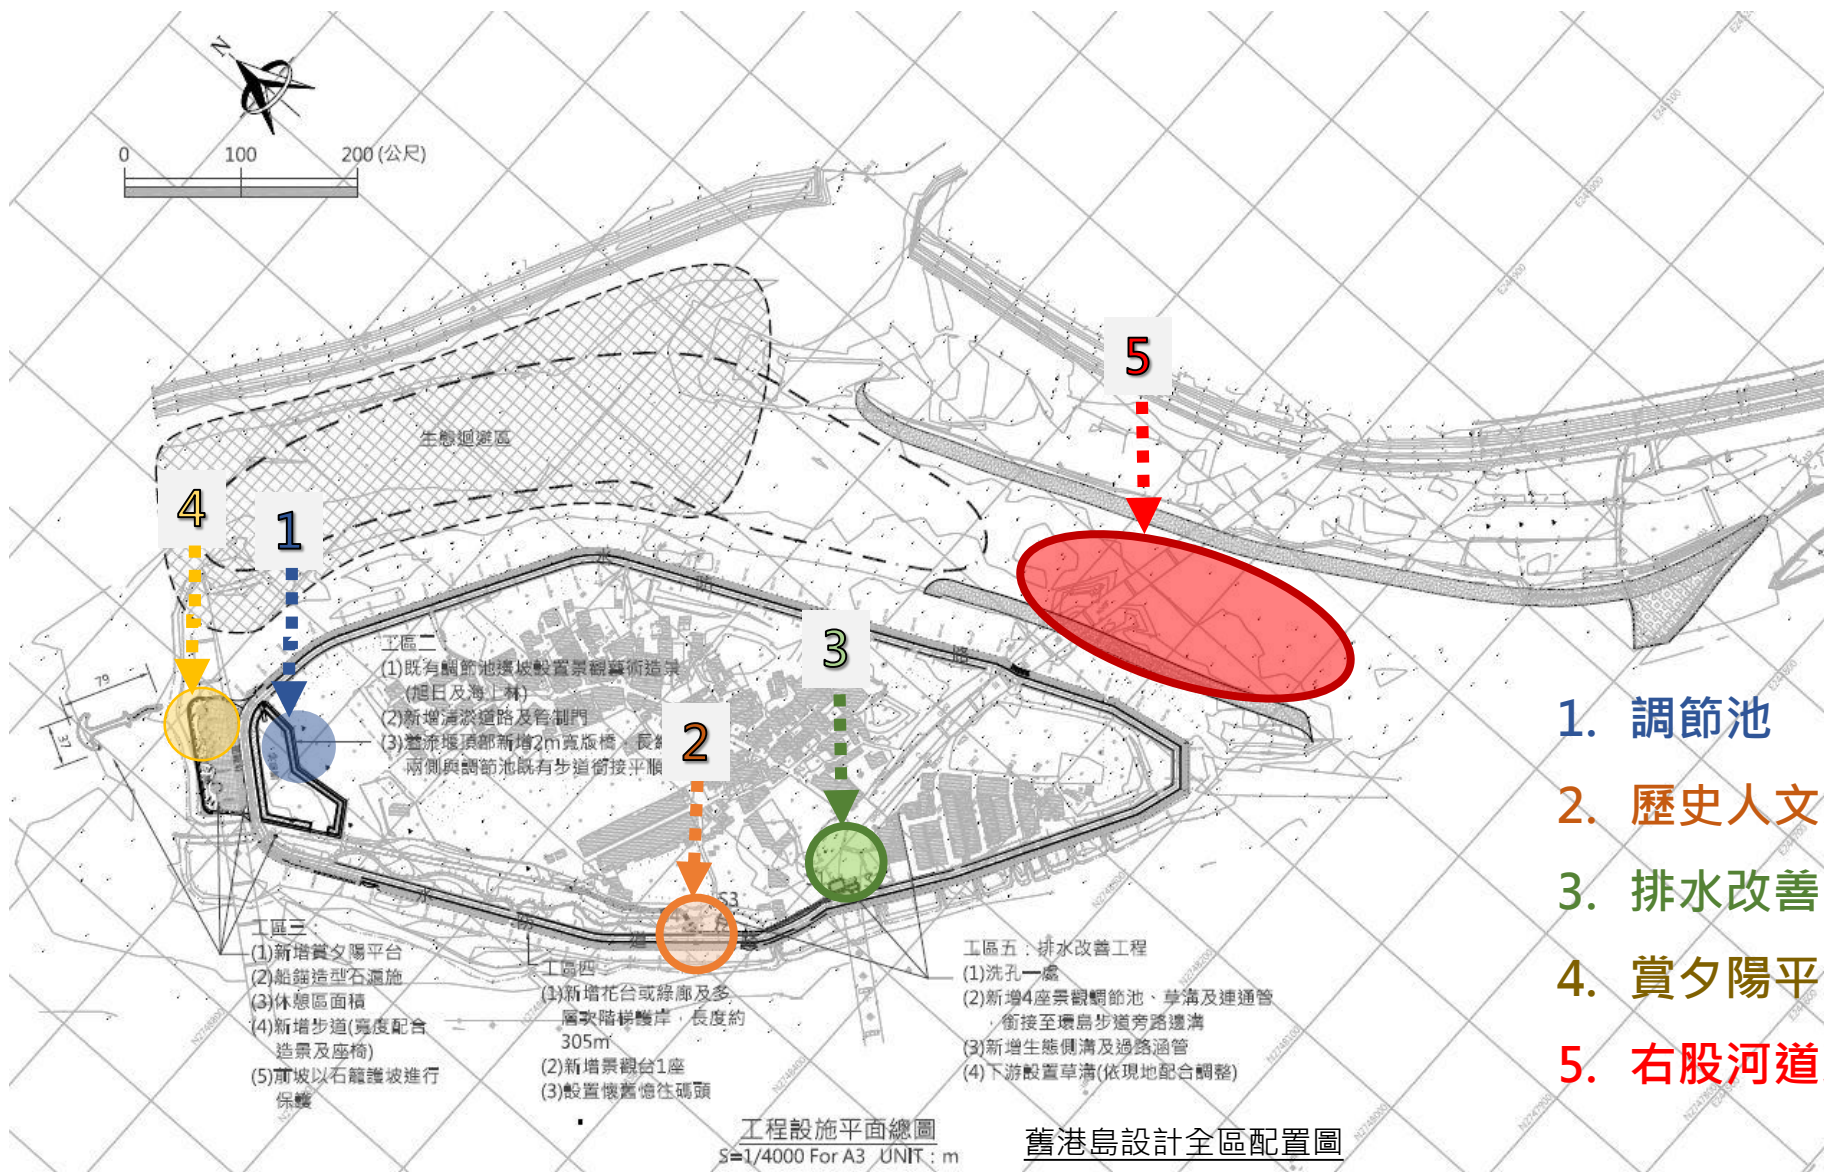 N
0 100 200 (公尺)
生態迴避區
5
4
1
3
2
79
37
工區二
(1)既有調節池邊坡設置景觀藝術造景
(旭日及海上林)
(2)新增清淤道路及管制門
(3)溢流堰頂部新增2m寬版橋，長約
兩側與調節池既有步道銜接平順
路
水
防
道
S3
工區三
(1)新增賞夕陽平台
(2)船錨造型石滬施
(3)休憩區面積
(4)新增步道(寬度配合
造景及座椅)
(5)前坡以石籠護坡進行
保護
工區四
(1)新增花台或綠廊及多
層次階梯護岸，長度約
305m
(2)新增景觀台1座
(3)設置懷舊憶往碼頭
工區五：排水改善工程
(1)洗孔一處
(2)新增4座景觀調節池、草溝及連通管
，銜接至環島步道旁路邊溝
(3)新增生態側溝及過路涵管
(4)下游設置草溝(依現地配合調整)
1. 調節池
2. 歷史人文
3. 排水改善
4. 賞夕陽平
5. 右股河道
工程設施平面總圖
S=1/4000 For A3 UNIT：m
舊港島設計全區配置圖